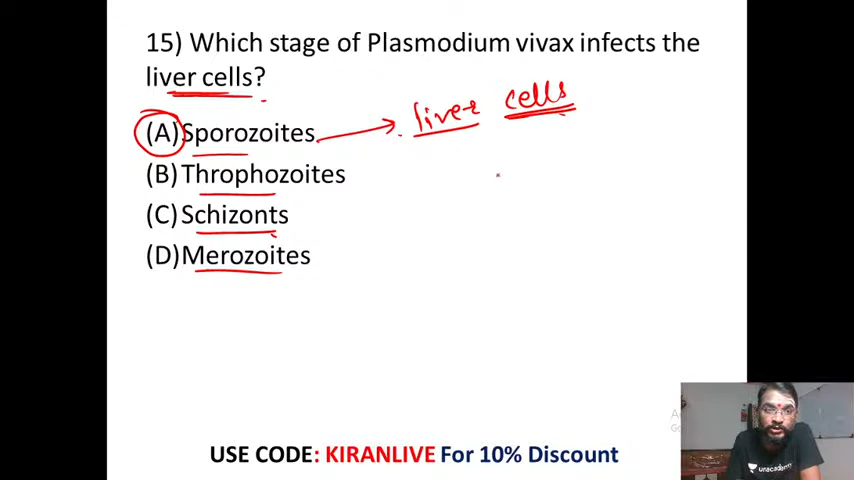 15) Which stage of Plasmodium vivax infects the
liver cells?
(A) Sporozoites
liver cells
(B) Throphozoites
(C) Schizonts
(D) Merozoites
USE CODE: KIRANLIVE For 10% Discount
unacademy